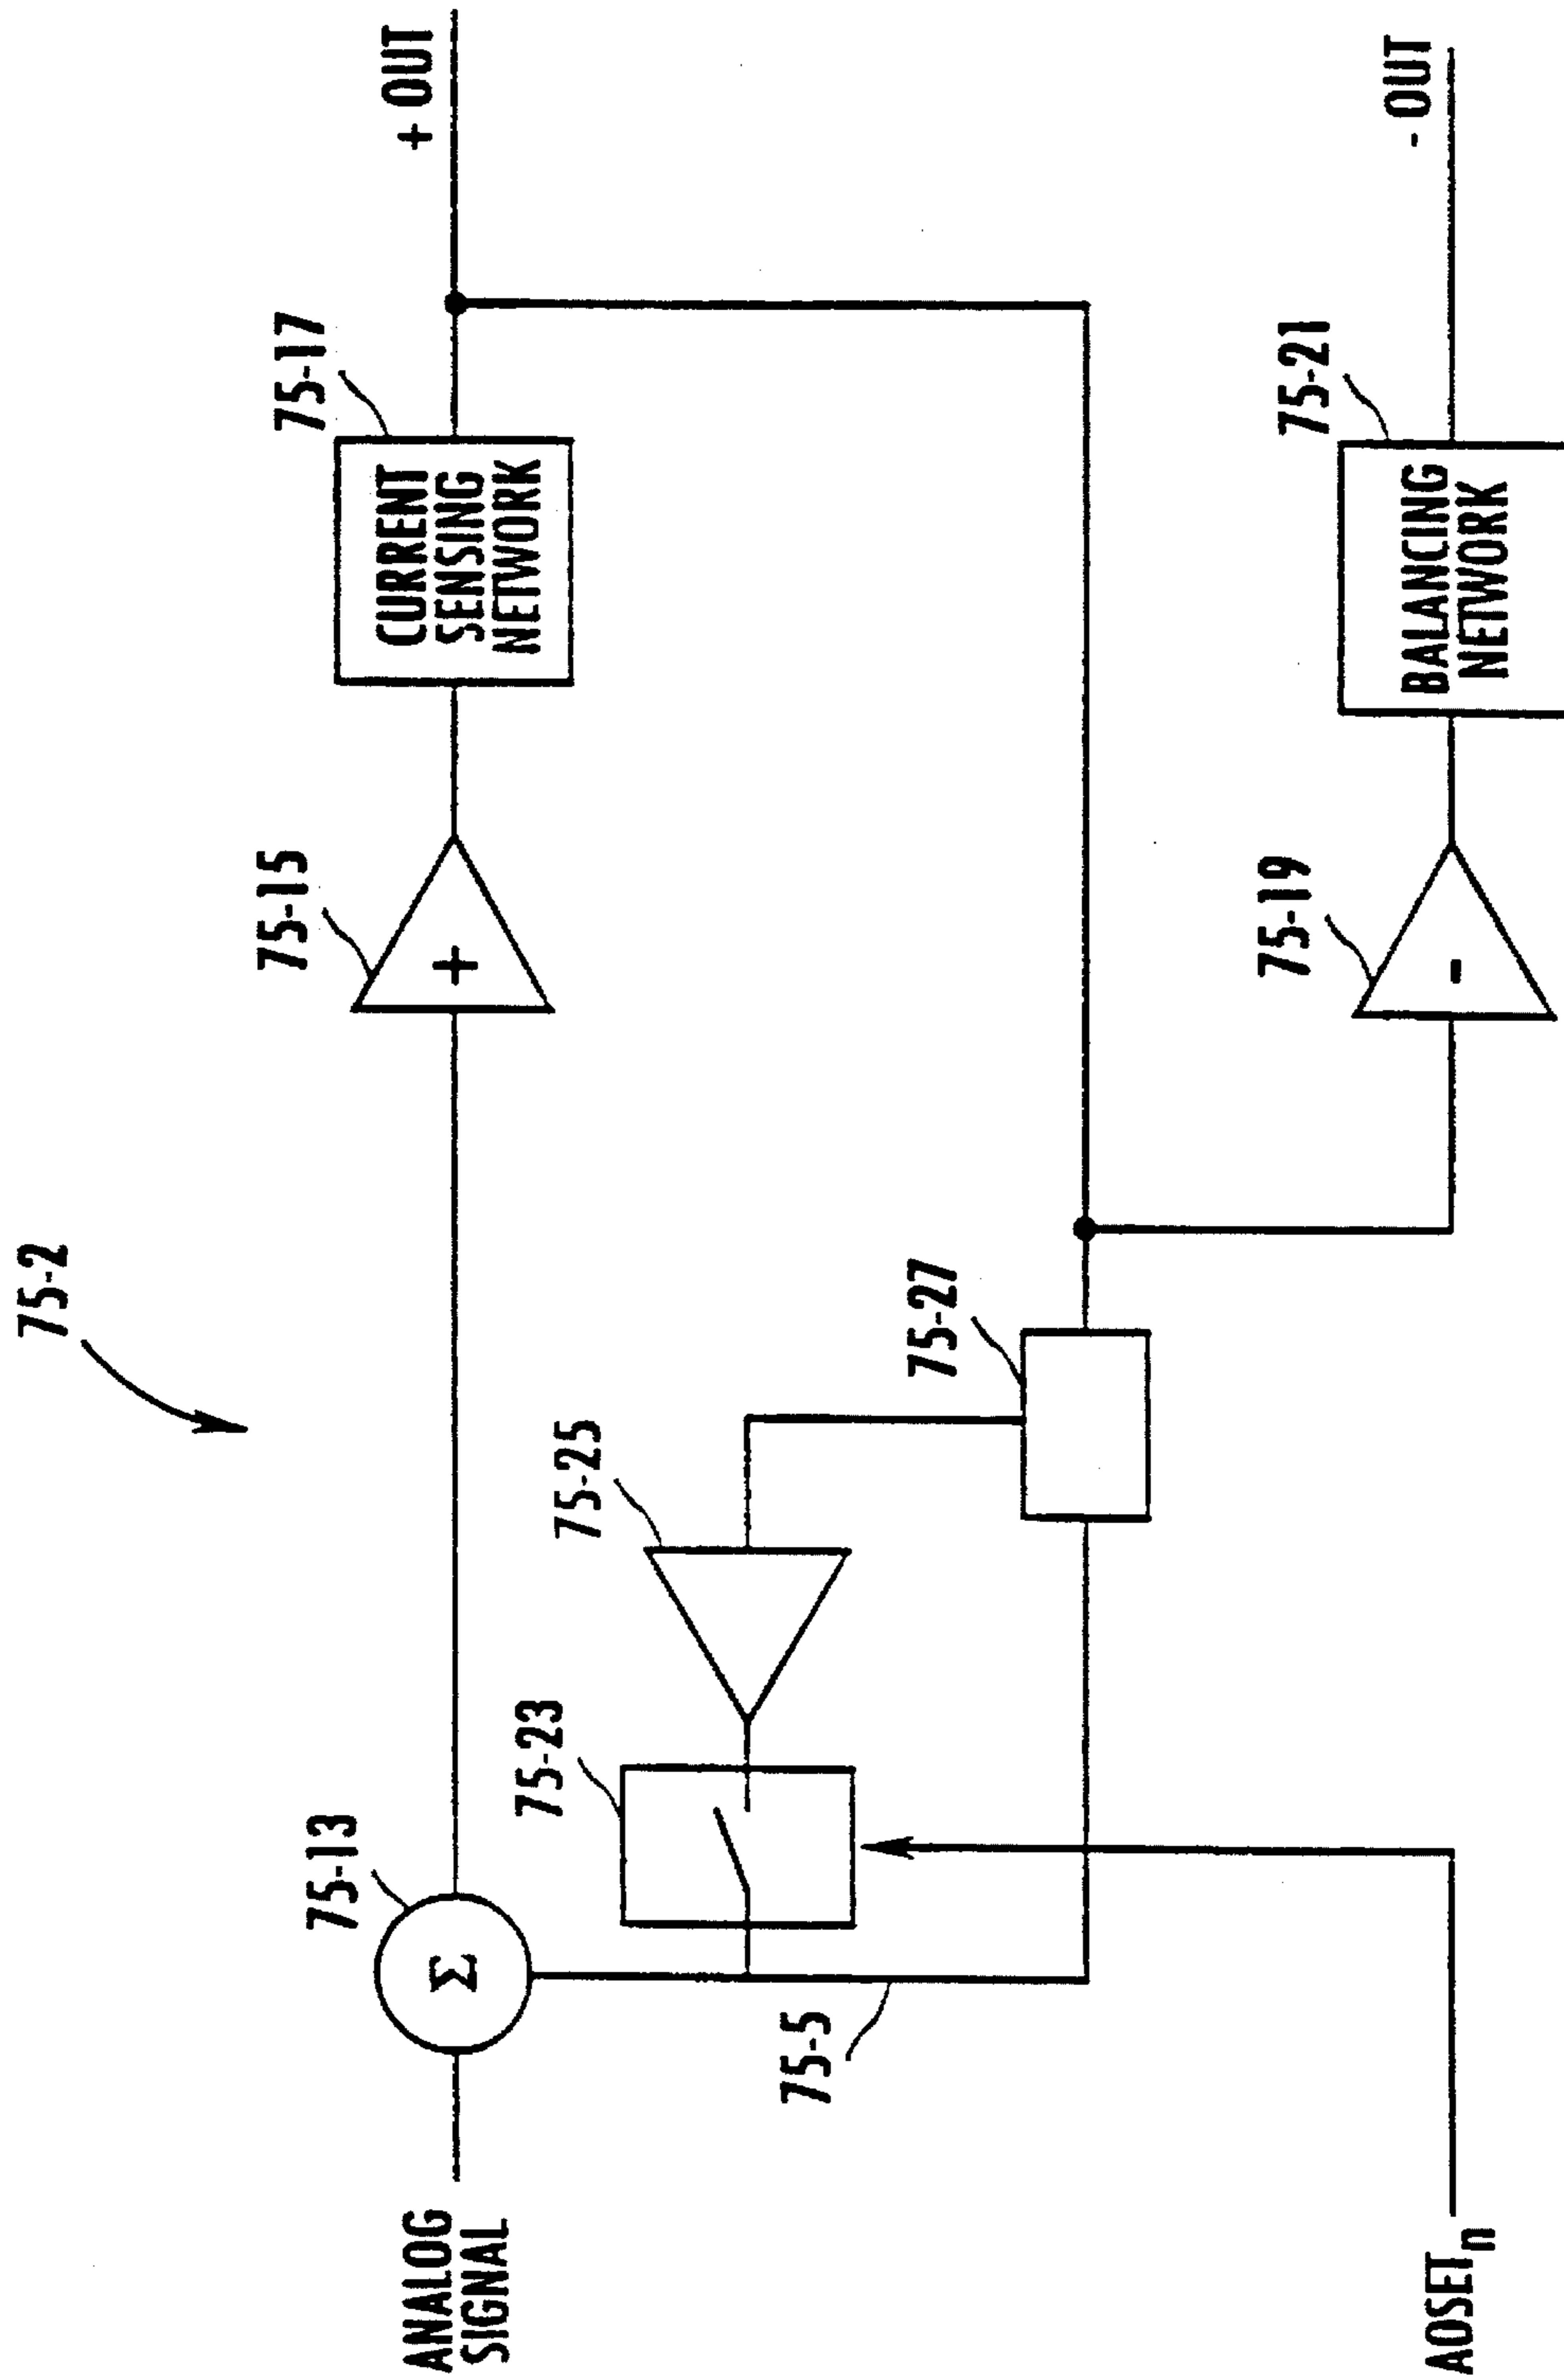 75-2
+ OUT
75-17
CURRENT
SENSING
NETWORK
75-15
+
75-13
Σ
ANALOG
SIGNAL
75-23
75-25
75-27
75-5
- OUT
75-21
BALANCING
NETWORK
75-19
-
AOSETn